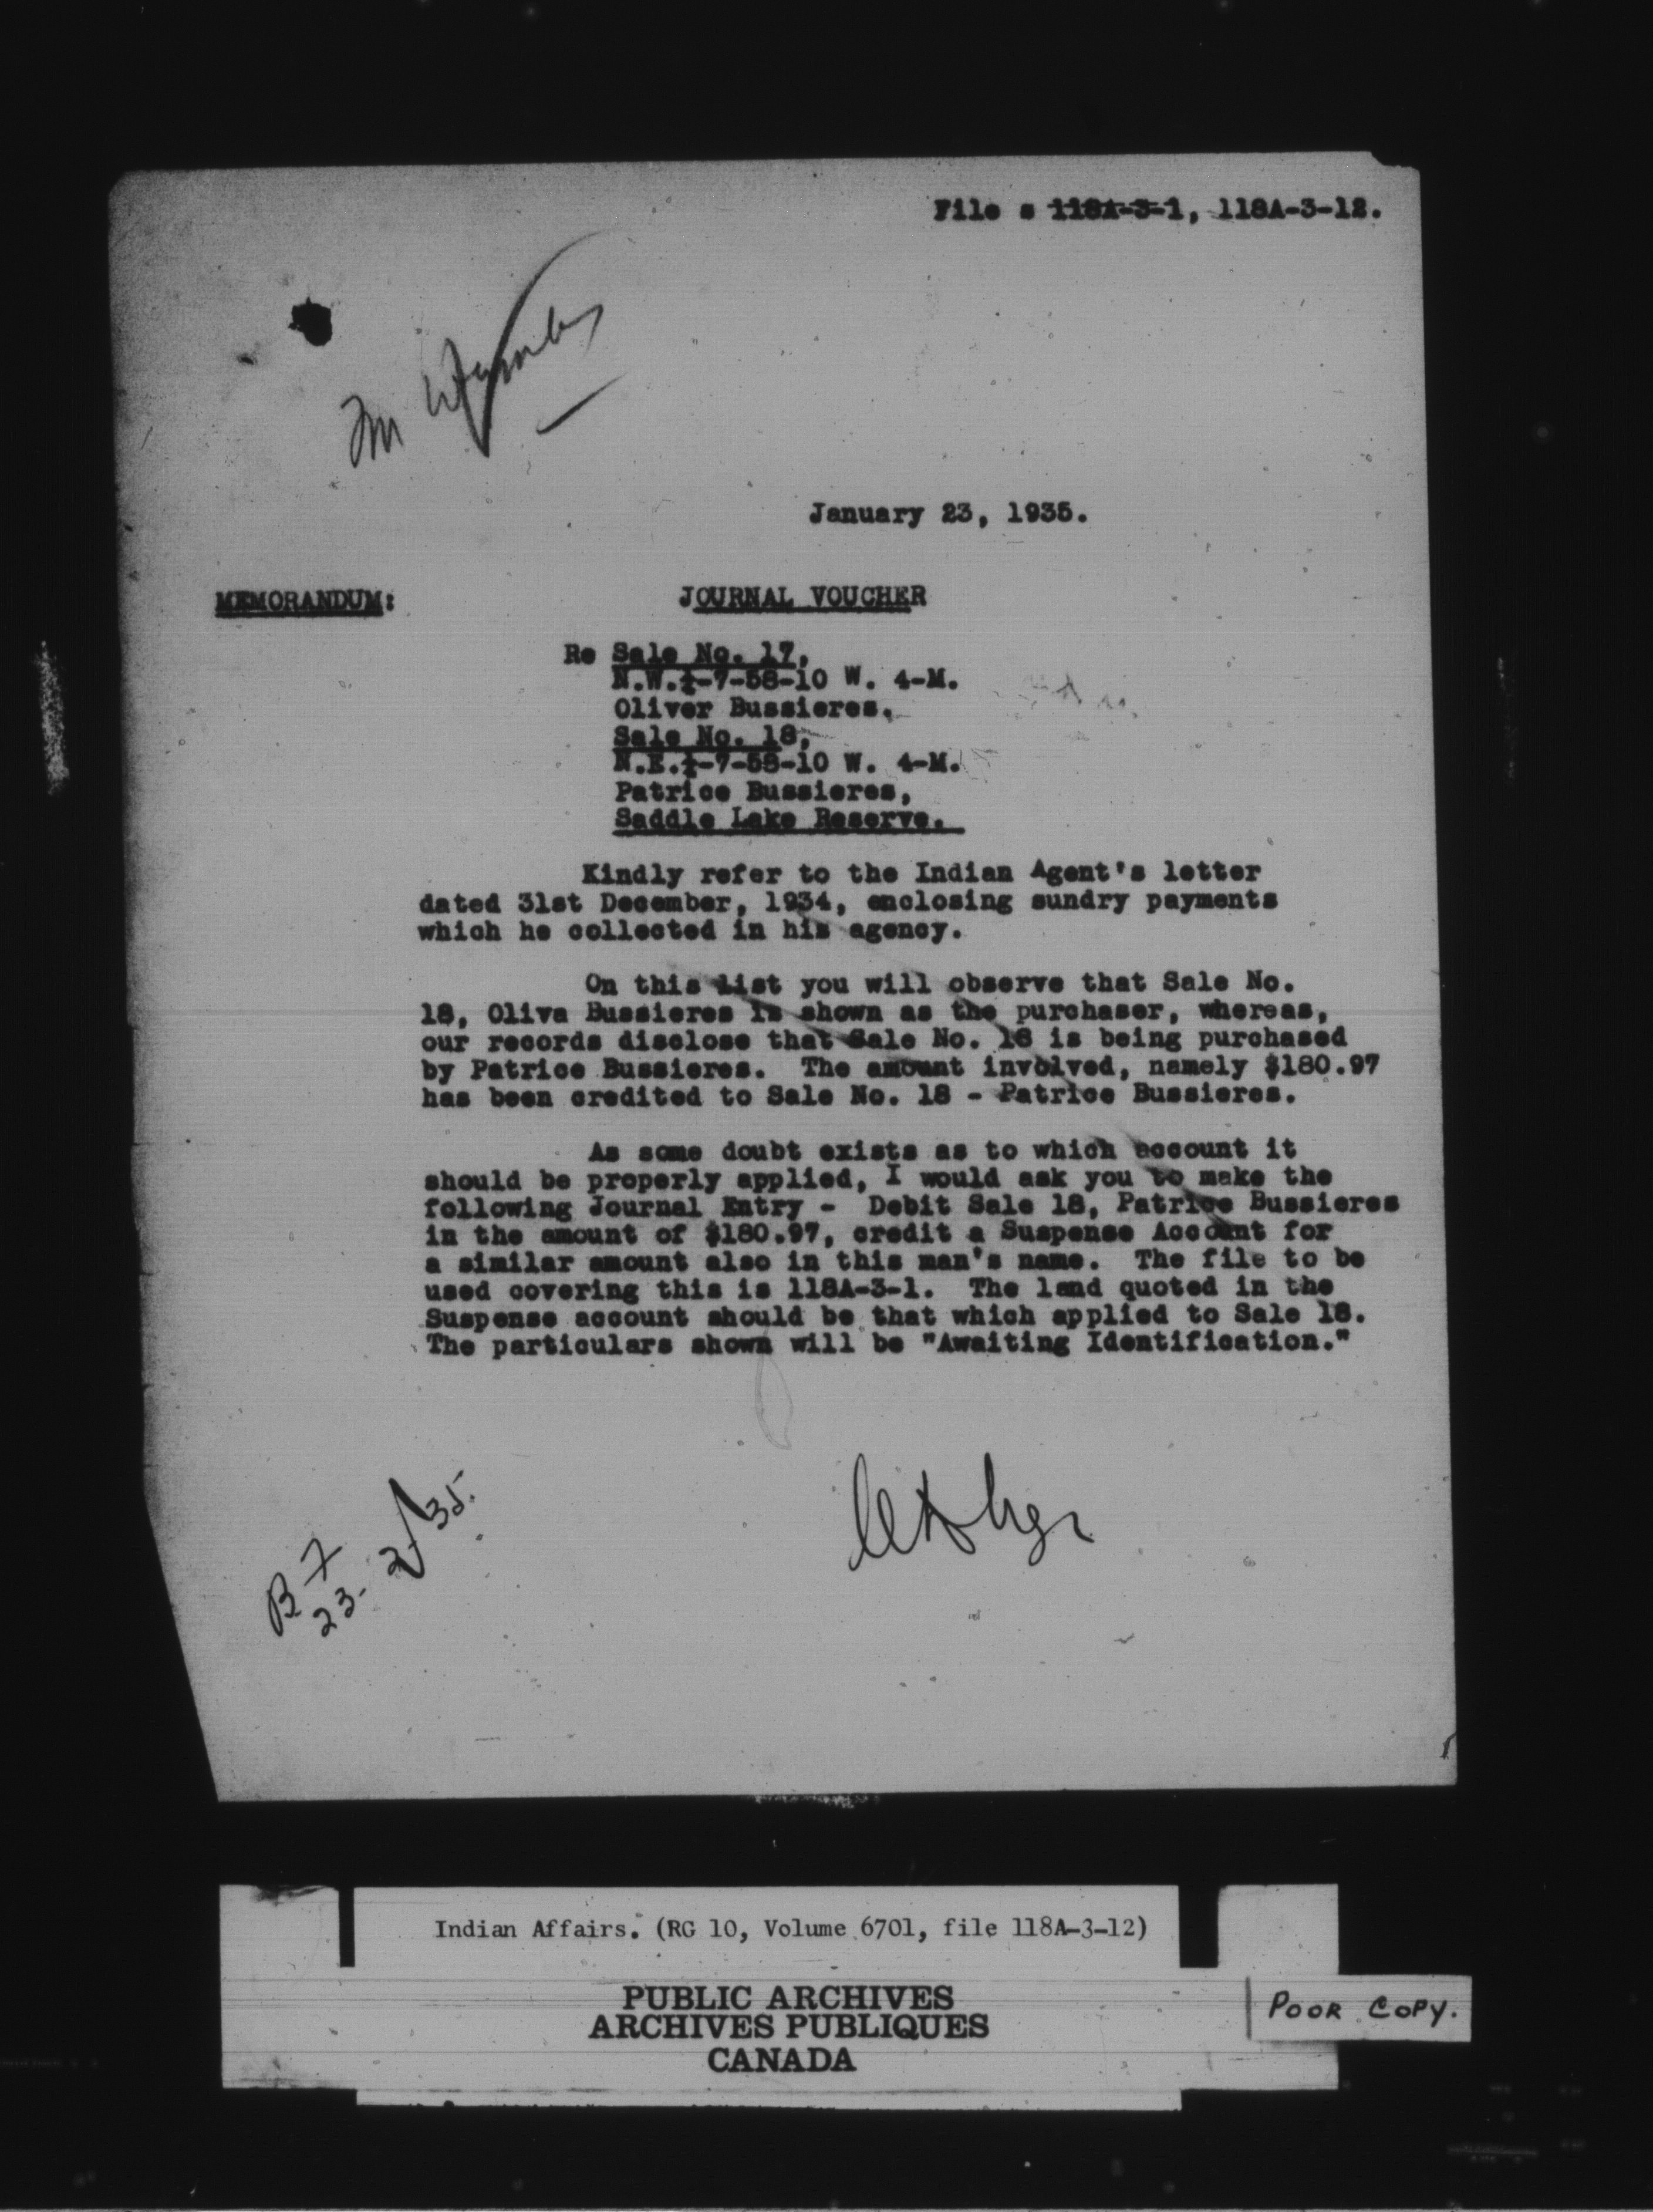 File s 118A-3-1, 118A-3-12.
January 23, 1935.
MEMORANDUM: JOURNAL VOUCHER
Re Sale No. 17,
N.W.¼-7-58-10 W. 4-M.
Oliver Bussieres.
Sale No. 18,
N.E.¼-7-58-10 W. 4-M.
Patrice Bussieres,
Saddle Lake Reserve.
Kindly refer to the Indian Agent's letter
dated 31st December, 1934, enclosing sundry payments
which he collected in his agency.
On this list you will observe that Sale No.
18, Oliva Bussieres is shown as the purchaser, whereas,
our records disclose that Sale No. 18 is being purchased
by Patrice Bussieres. The amount involved, namely $180.97
has been credited to Sale No. 18 - Patrice Bussieres.
As some doubt exists as to which account it
should be properly applied, I would ask you to make the
following Journal Entry - Debit Sale 18, Patrice Bussieres
in the amount of $180.97, credit a Suspense Account for
a similar amount also in this man's name. The file to be
used covering this is 118A-3-1. The land quoted in the
Suspense account should be that which applied to Sale 18.
The particulars shown will be "Awaiting Identification."
B 7
23-2/35.
Indian Affairs. (RG 10, Volume 6701, file 118A-3-12)
PUBLIC ARCHIVES
ARCHIVES PUBLIQUES
CANADA
POOR COPY.